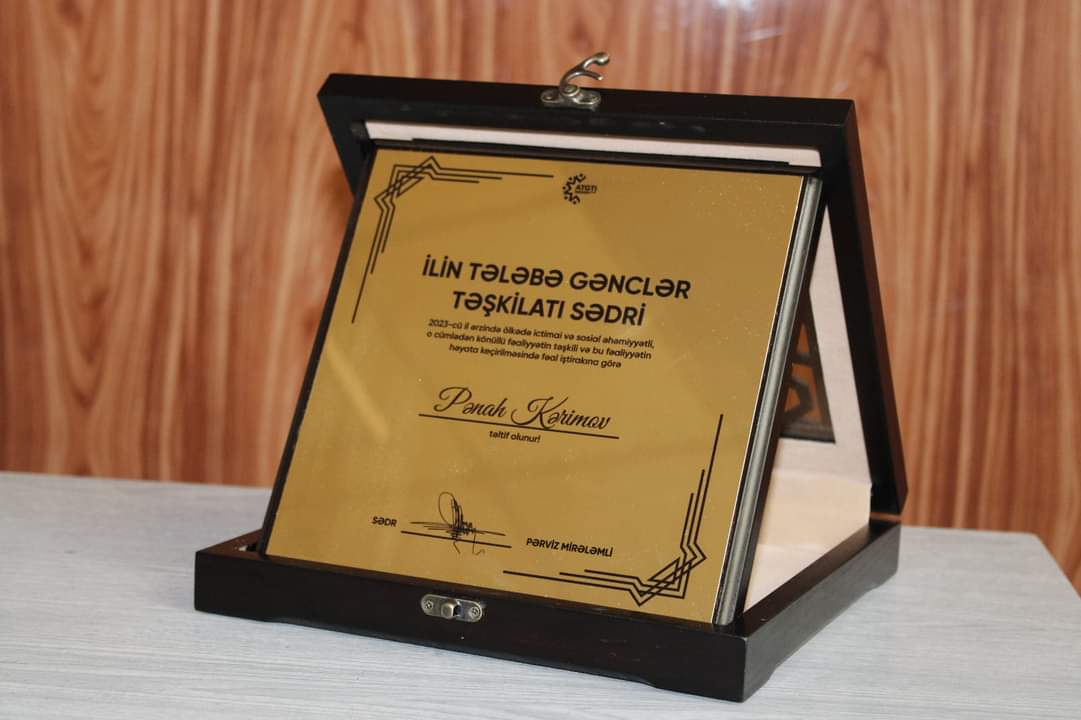 ATGTI
İLİN TƏLƏBƏ GƏNCLƏR
TƏŞKİLATI SƏDRİ
2023-cü il ərzində ölkədə ictimai və sosial əhəmiyyətli,
o cümlədən könüllü fəaliyyətin təşkili və bu fəaliyyətin
həyata keçirilməsində fəal iştirakına görə
Pənah Kərimov
təltif olunur!
SƏDR
PƏRVİZ MİRƏLƏMLİ